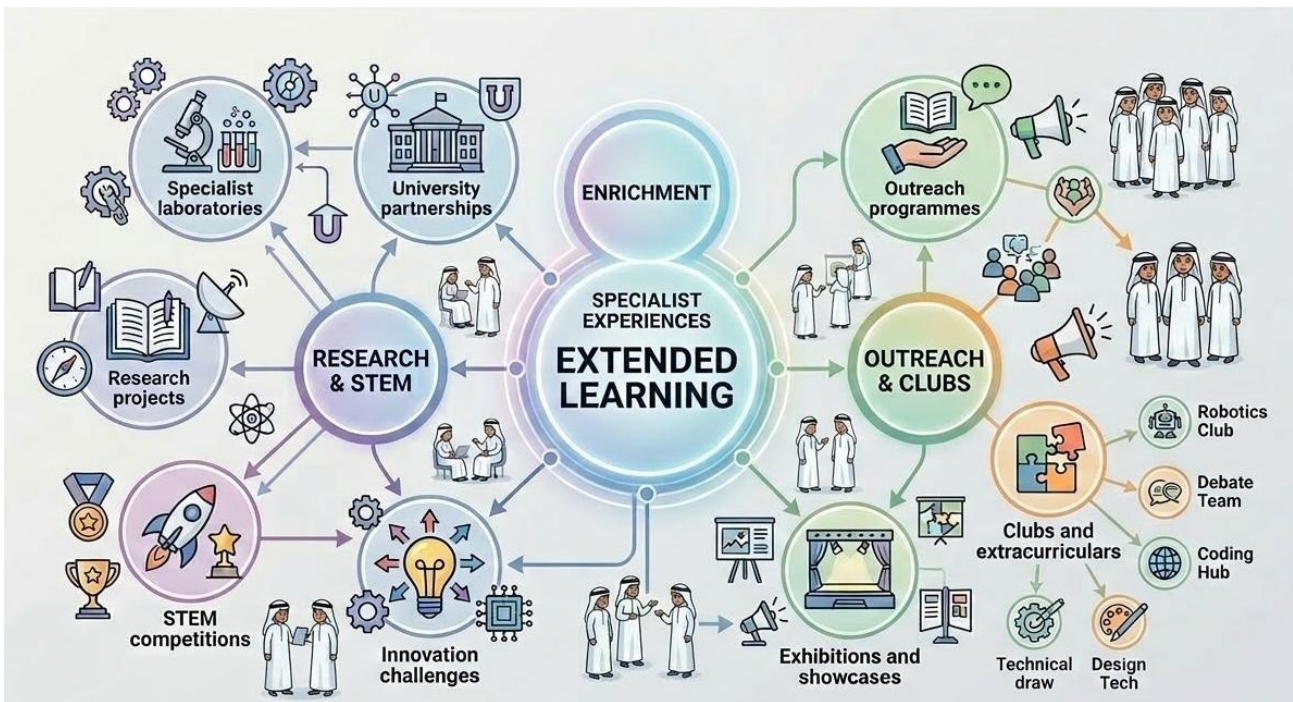 ENRICHMENT
SPECIALIST
EXPERIENCES
EXTENDED
LEARNING
RESEARCH
& STEM
Specialist
laboratories
University
partnerships
U
U
U
Research
projects
STEM
competitions
Innovation
challenges
OUTREACH
& CLUBS
Outreach
programmes
Clubs and
extracurriculars
Robotics
Club
Debate
Team
Coding
Hub
Technical
draw
Design
Tech
Exhibitions and
showcases